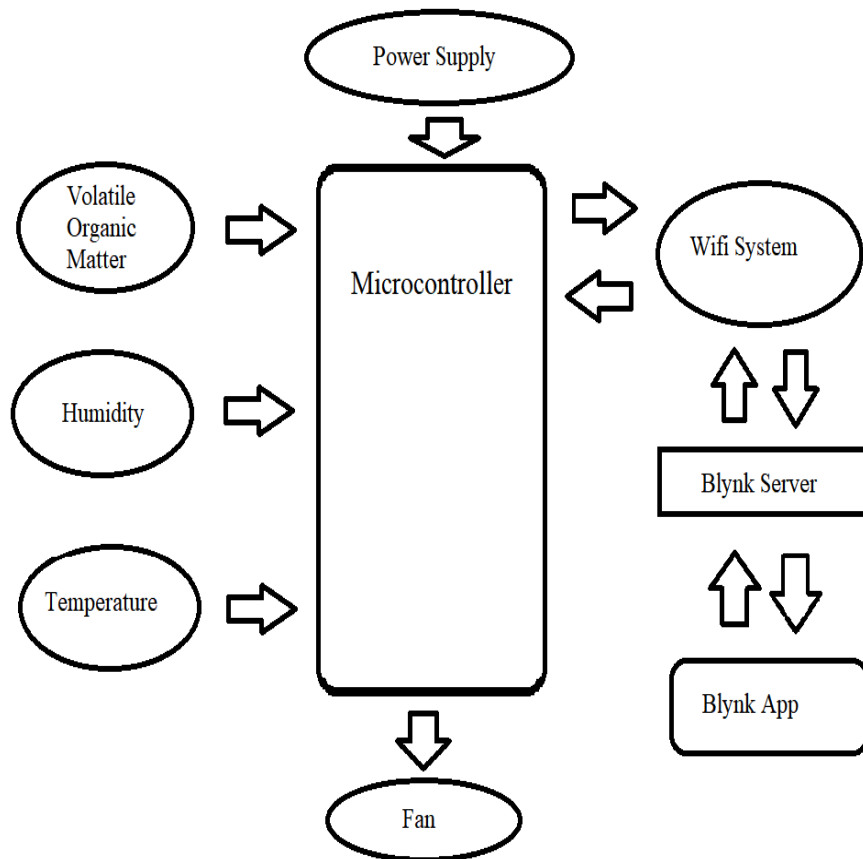 Power Supply
Volatile
Organic
Matter
Microcontroller
Wifi System
Humidity
Blynk Server
Temperature
Blynk App
Fan